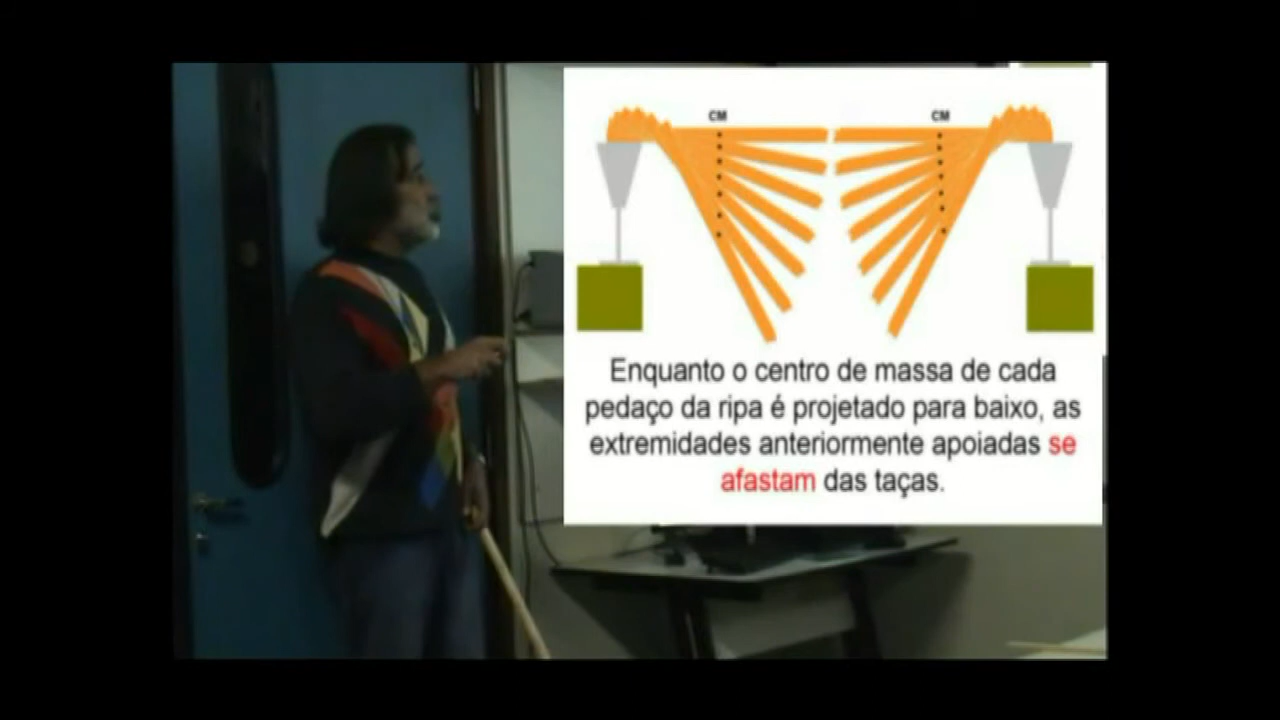 CM CM
Enquanto o centro de massa de cada
pedaço da ripa é projetado para baixo, as
extremidades anteriormente apoiadas se
afastam das taças.